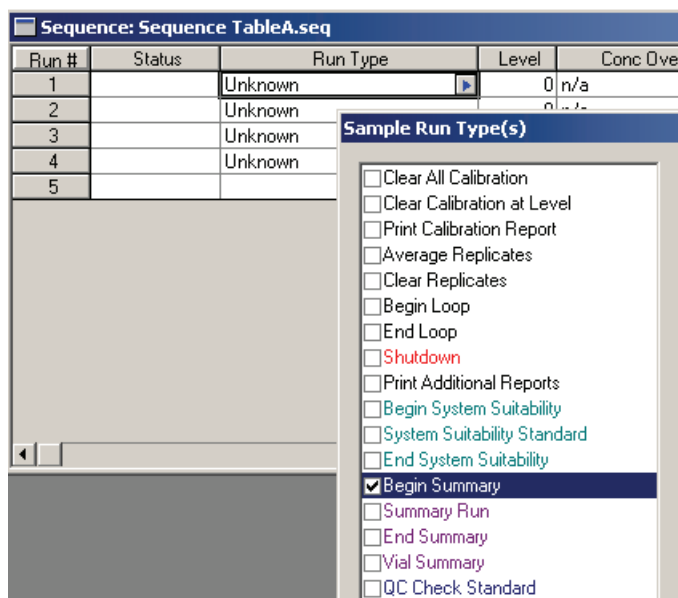 Sequence: Sequence TableA.seq
Run # Status Run Type Level Conc Ove
1 Unknown 0 n/a
2 Unknown
3 Unknown
4 Unknown
5
Sample Run Type(s)
Clear All Calibration
Clear Calibration at Level
Print Calibration Report
Average Replicates
Clear Replicates
Begin Loop
End Loop
Shutdown
Print Additional Reports
Begin System Suitability
System Suitability Standard
End System Suitability
Begin Summary
Summary Run
End Summary
Vial Summary
QC Check Standard